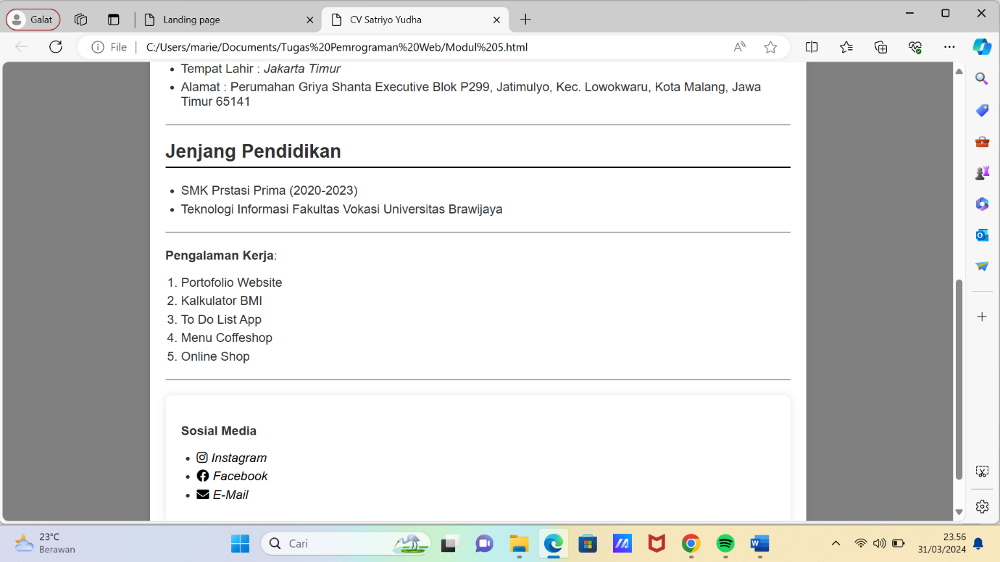 Galat
Landing page
CV Satriyo Yudha
File
C:/Users/marie/Documents/Tugas%20Pemrograman%20Web/Modul%205.html
Tempat Lahir : Jakarta Timur
Alamat : Perumahan Griya Shanta Executive Blok P299, Jatimulyo, Kec. Lowokwaru, Kota Malang, Jawa
Timur 65141
Jenjang Pendidikan
SMK Prstasi Prima (2020-2023)
Teknologi Informasi Fakultas Vokasi Universitas Brawijaya
Pengalaman Kerja:
1. Portofolio Website
2. Kalkulator BMI
3. To Do List App
4. Menu Coffeshop
5. Online Shop
Sosial Media
Instagram
Facebook
E-Mail
23°C
Berawan
Cari
23.56
31/03/2024